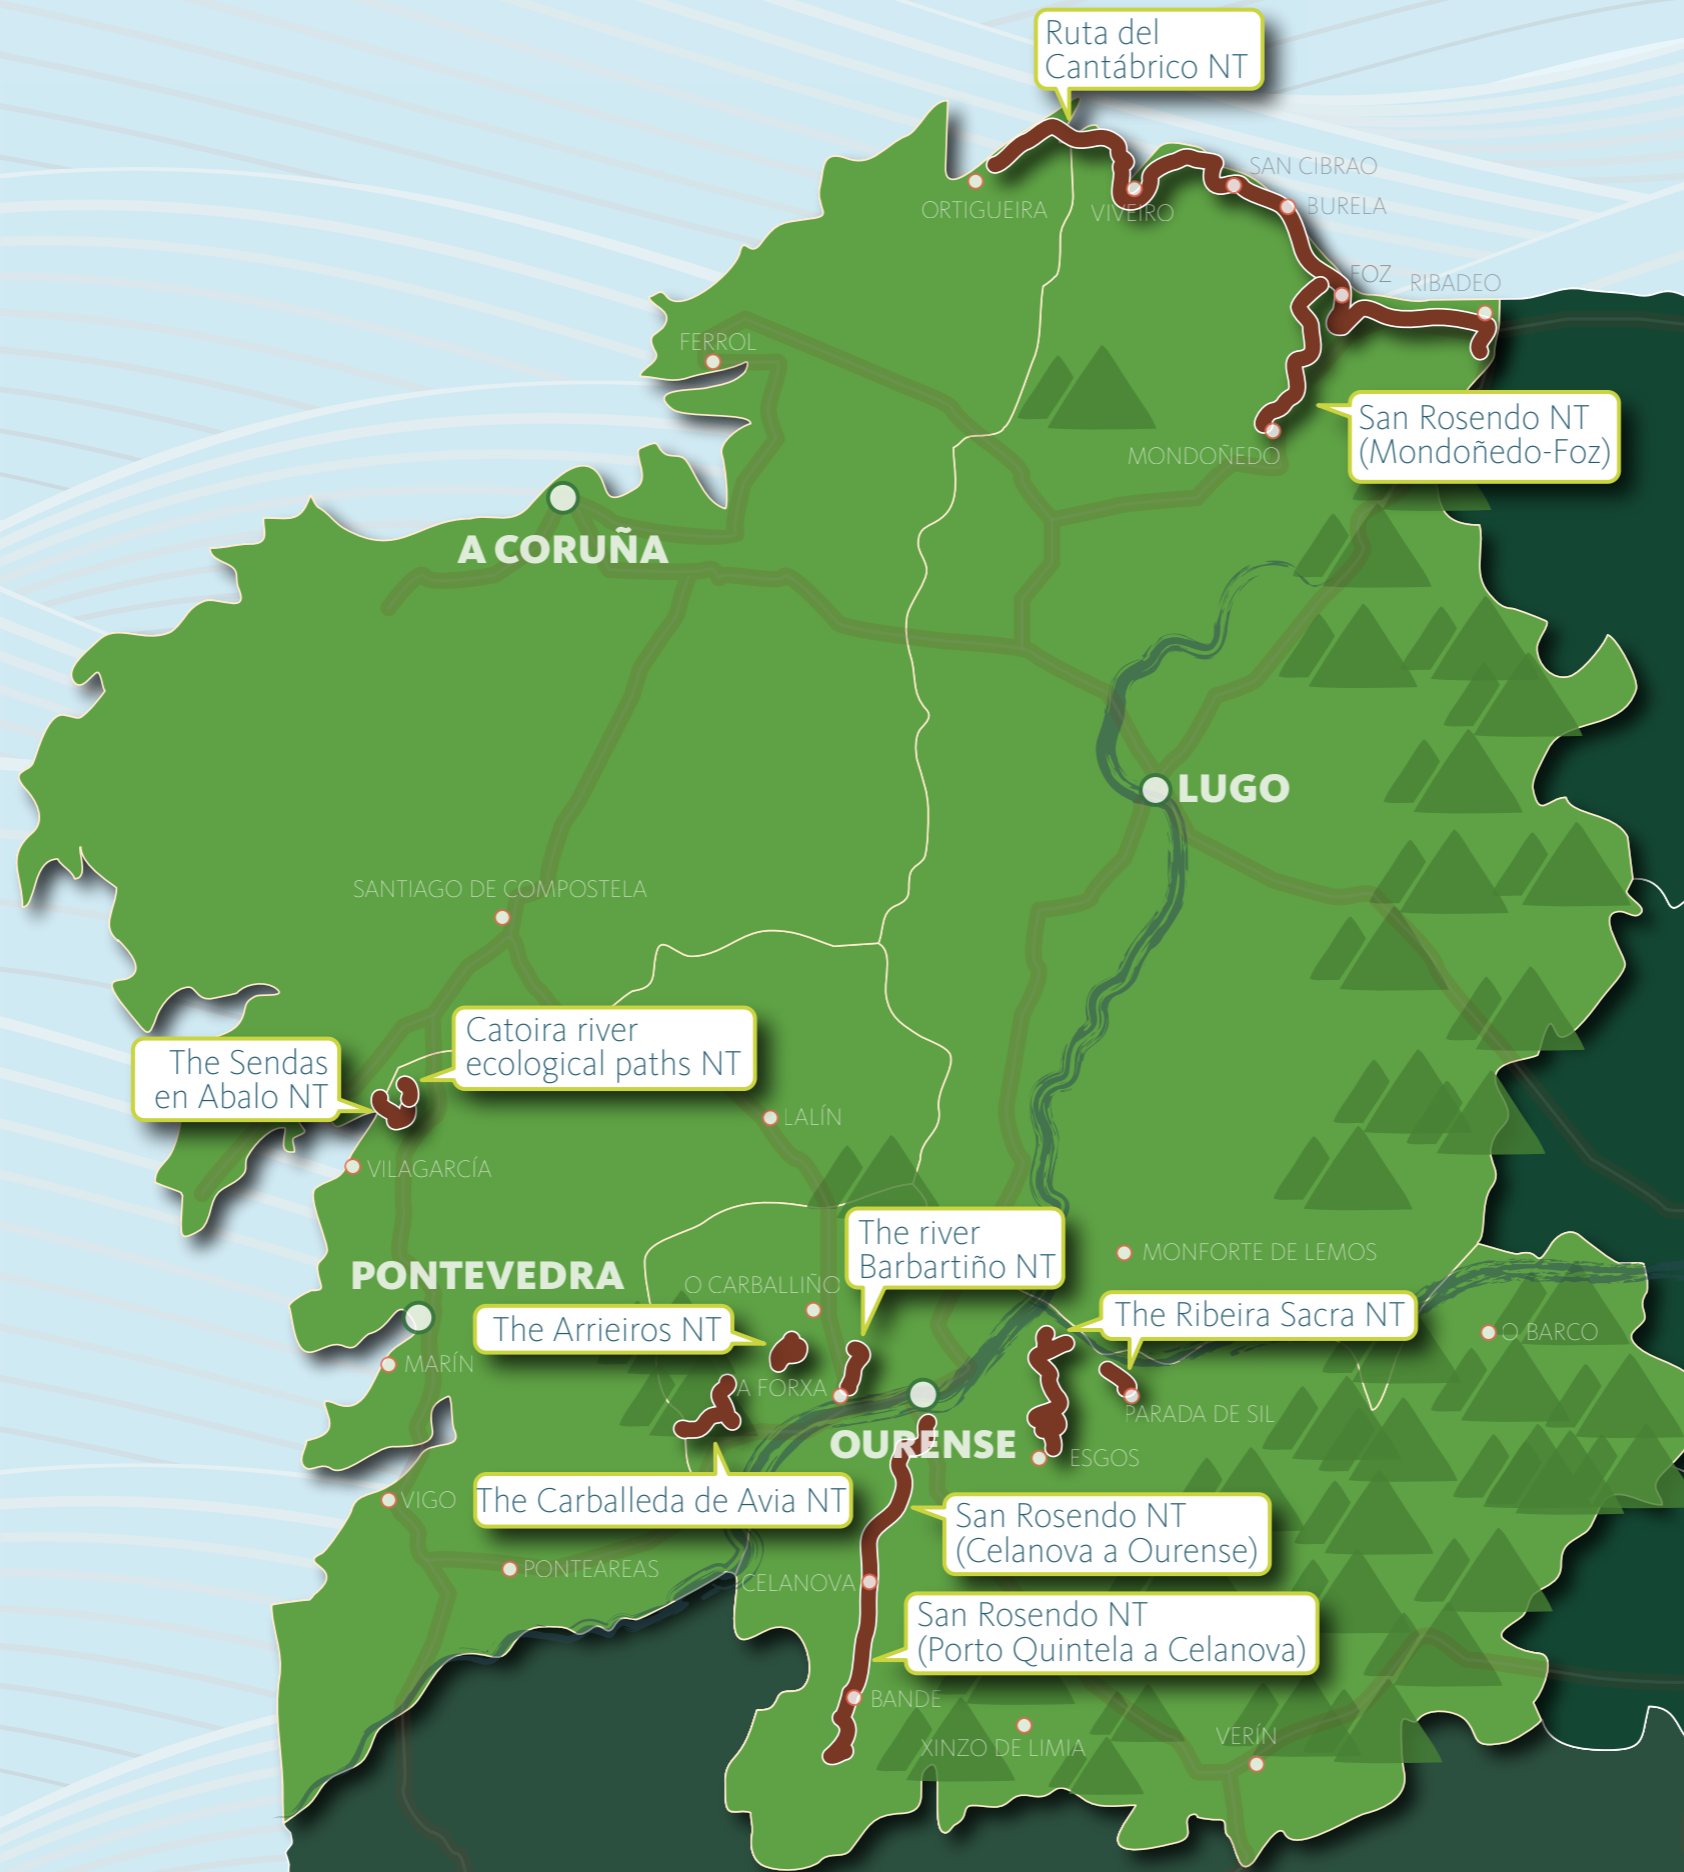 Ruta del
Cantábrico NT
SAN CIBRAO
ORTIGUEIRA
VIVEIRO
BURELA
FOZ
RIBADEO
FERROL
San Rosendo NT
(Mondoñedo-Foz)
MONDOÑEDO
A CORUÑA
LUGO
SANTIAGO DE COMPOSTELA
Catoira river
ecological paths NT
The Sendas
en Abalo NT
LALÍN
VILAGARCÍA
The river
Barbartiño NT
MONFORTE DE LEMOS
PONTEVEDRA
O CARBALLIÑO
The Arrieiros NT
The Ribeira Sacra NT
O BARCO
MARÍN
A FORXA
PARADA DE SIL
OURENSE
ESGOS
VIGO
The Carballeda de Avia NT
San Rosendo NT
(Celanova a Ourense)
PONTEAREAS
CELANOVA
San Rosendo NT
(Porto Quintela a Celanova)
BANDE
XINZO DE LIMIA
VERÍN